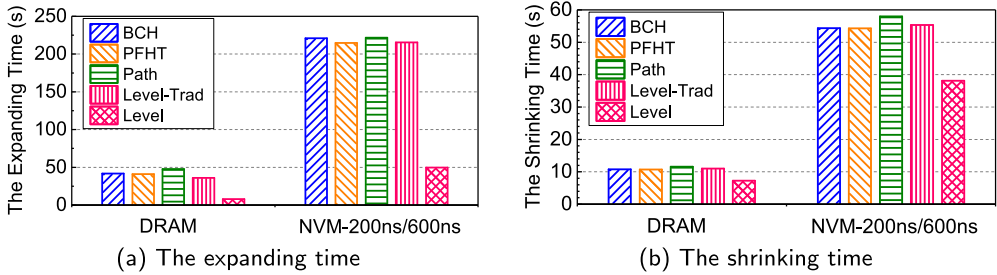 The Expanding Time (s)
250
200
150
100
50
0
BCH
PFHT
Path
Level-Trad
Level
DRAM
NVM-200ns/600ns
(a) The expanding time
The Shrinking Time (s)
60
50
40
30
20
10
0
BCH
PFHT
Path
Level-Trad
Level
DRAM
NVM-200ns/600ns
(b) The shrinking time